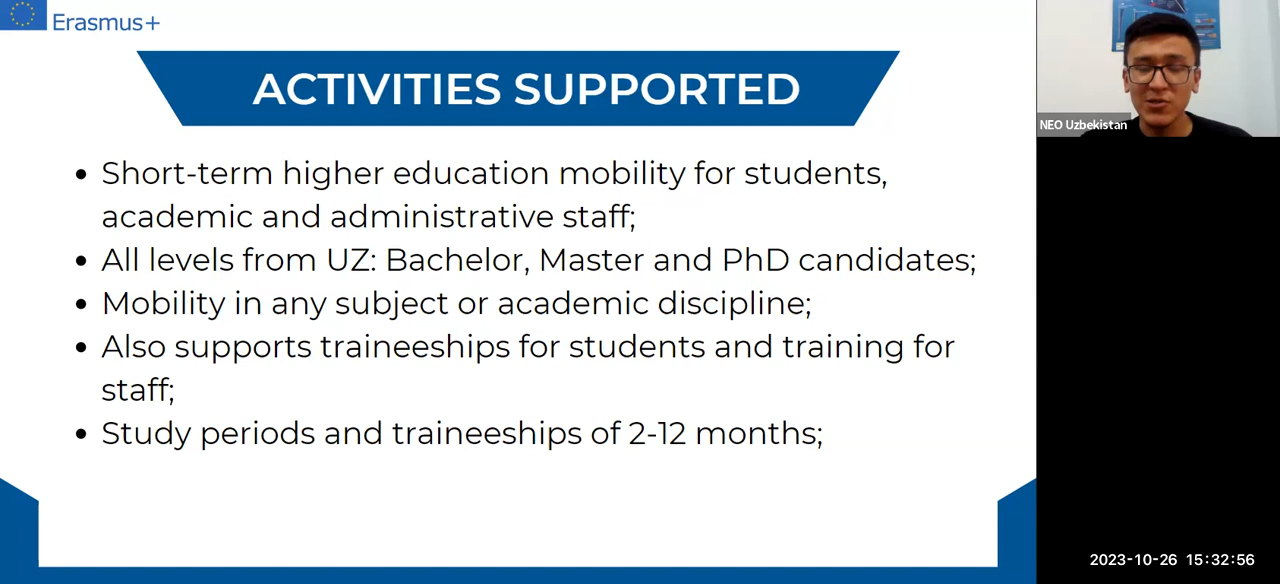 Erasmus+
ACTIVITIES SUPPORTED
• Short-term higher education mobility for students,
academic and administrative staff;
• All levels from UZ: Bachelor, Master and PhD candidates;
• Mobility in any subject or academic discipline;
• Also supports traineeships for students and training for
staff;
• Study periods and traineeships of 2-12 months;
NEO Uzbekistan
2023-10-26 15:32:56